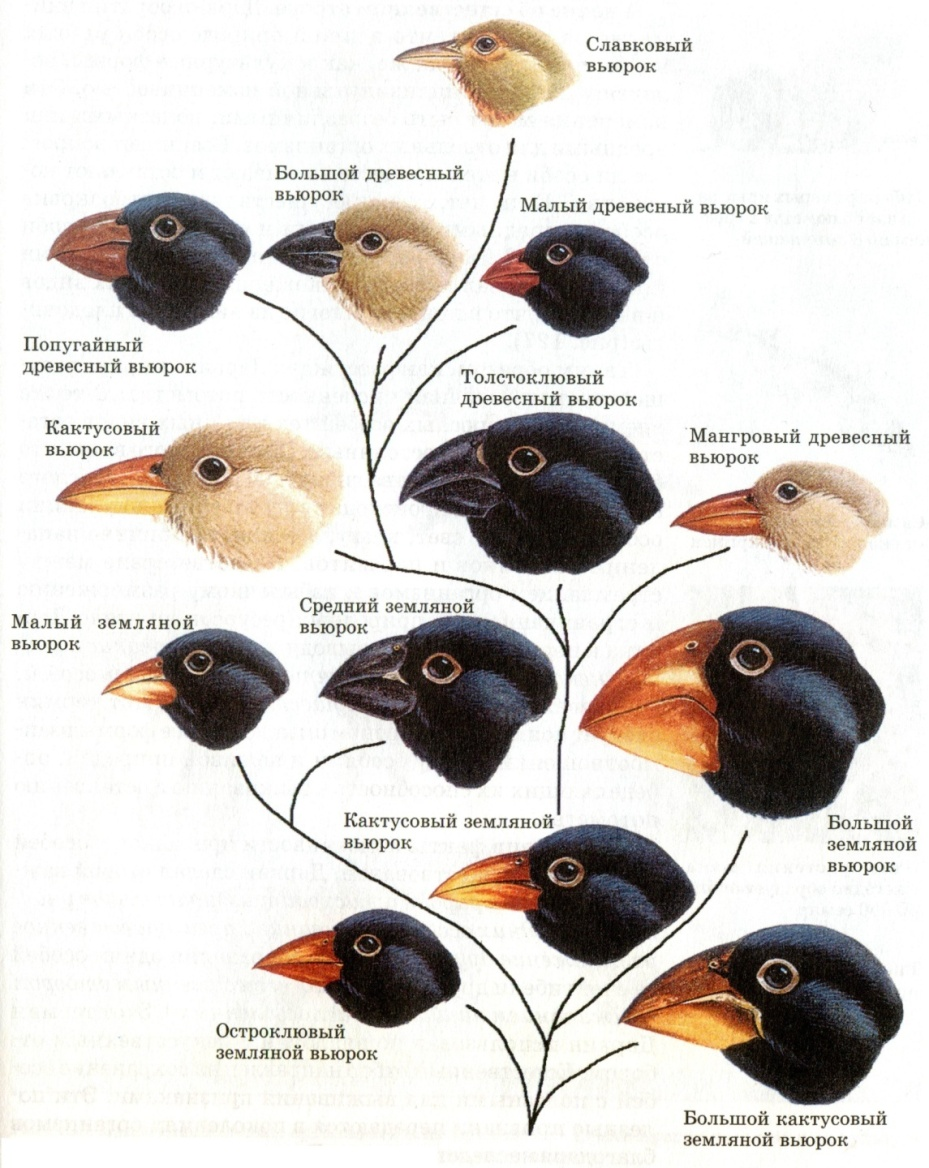 Славковый
вьюрок
Большой древесный
вьюрок
Малый древесный вьюрок
Попугайный
древесный вьюрок
Толстоклювый
древесный вьюрок
Кактусовый
вьюрок
Мангровый древесный
вьюрок
Малый земляной
вьюрок
Средний земляной
вьюрок
Большой
земляной
вьюрок
Кактусовый земляной
вьюрок
Остроклювый
земляной вьюрок
Большой кактусовый
земляной вьюрок